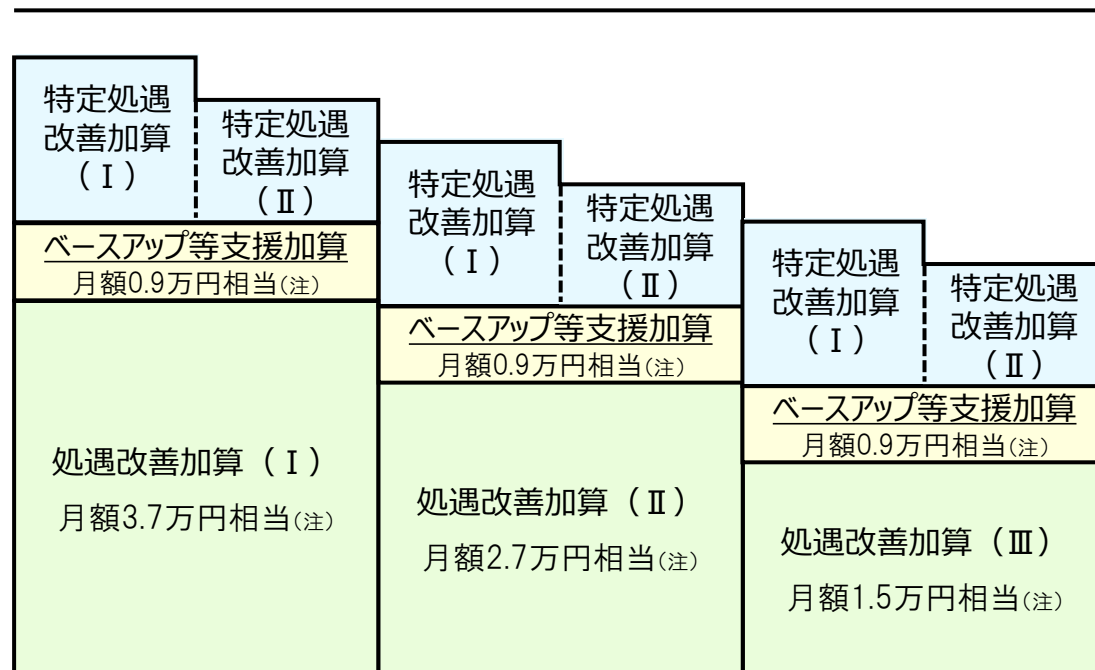 特定処遇
改善加算
（Ⅰ）
特定処遇
改善加算
（Ⅱ）
ベースアップ等支援加算
月額0.9万円相当(注)
処遇改善加算（Ⅰ）
月額3.7万円相当(注)
特定処遇
改善加算
（Ⅰ）
特定処遇
改善加算
（Ⅱ）
ベースアップ等支援加算
月額0.9万円相当(注)
処遇改善加算（Ⅱ）
月額2.7万円相当(注)
特定処遇
改善加算
（Ⅰ）
特定処遇
改善加算
（Ⅱ）
ベースアップ等支援加算
月額0.9万円相当(注)
処遇改善加算（Ⅲ）
月額1.5万円相当(注)